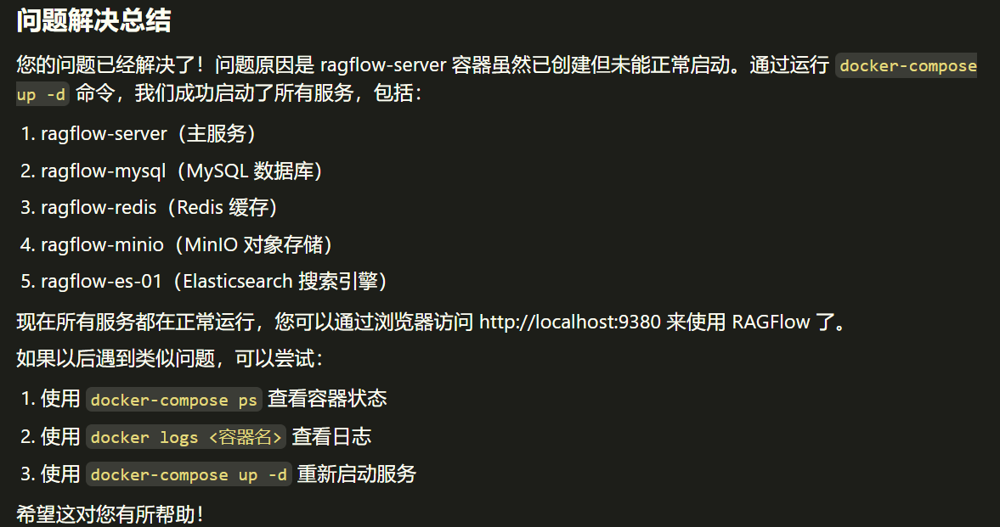 问题解决总结
您的问题已经解决了！问题原因是 ragflow-server 容器虽然已创建但未能正常启动。通过运行 docker-compose
up -d 命令，我们成功启动了所有服务，包括：
1. ragflow-server（主服务）
2. ragflow-mysql（MySQL 数据库）
3. ragflow-redis（Redis 缓存）
4. ragflow-minio（MinIO 对象存储）
5. ragflow-es-01（Elasticsearch 搜索引擎）
现在所有服务都在正常运行，您可以通过浏览器访问 http://localhost:9380 来使用 RAGFlow 了。
如果以后遇到类似问题，可以尝试：
1. 使用 docker-compose ps 查看容器状态
2. 使用 docker logs <容器名> 查看日志
3. 使用 docker-compose up -d 重新启动服务
希望这对您有所帮助！